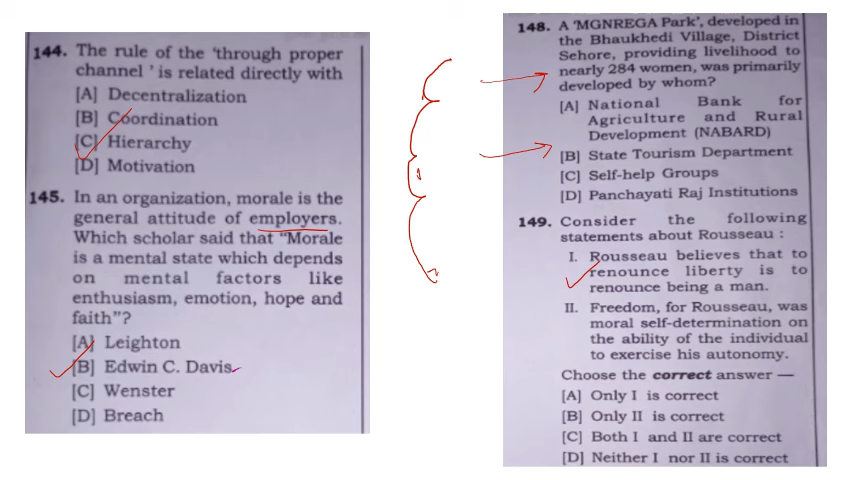 144. The rule of the 'through proper
channel ' is related directly with
[A] Decentralization
[B] Coordination
[C] Hierarchy
[D] Motivation
145. In an organization, morale is the
general attitude of employers.
Which scholar said that "Morale
is a mental state which depends
on mental factors like
enthusiasm, emotion, hope and
faith"?
[A] Leighton
[B] Edwin C. Davis
[C] Wenster
[D] Breach
148. A 'MGNREGA Park', developed in
the Bhaukhedi Village, District
Sehore, providing livelihood to
nearly 284 women, was primarily
developed by whom?
[A] National Bank for
Agriculture and Rural
Development (NABARD)
[B] State Tourism Department
[C] Self-help Groups
[D] Panchayati Raj Institutions
149. Consider the following
statements about Rousseau :
I. Rousseau believes that to
renounce liberty is to
renounce being a man.
II. Freedom, for Rousseau, was
moral self-determination on
the ability of the individual
to exercise his autonomy.
Choose the correct answer —
[A] Only I is correct
[B] Only II is correct
[C] Both I and II are correct
[D] Neither I nor II is correct